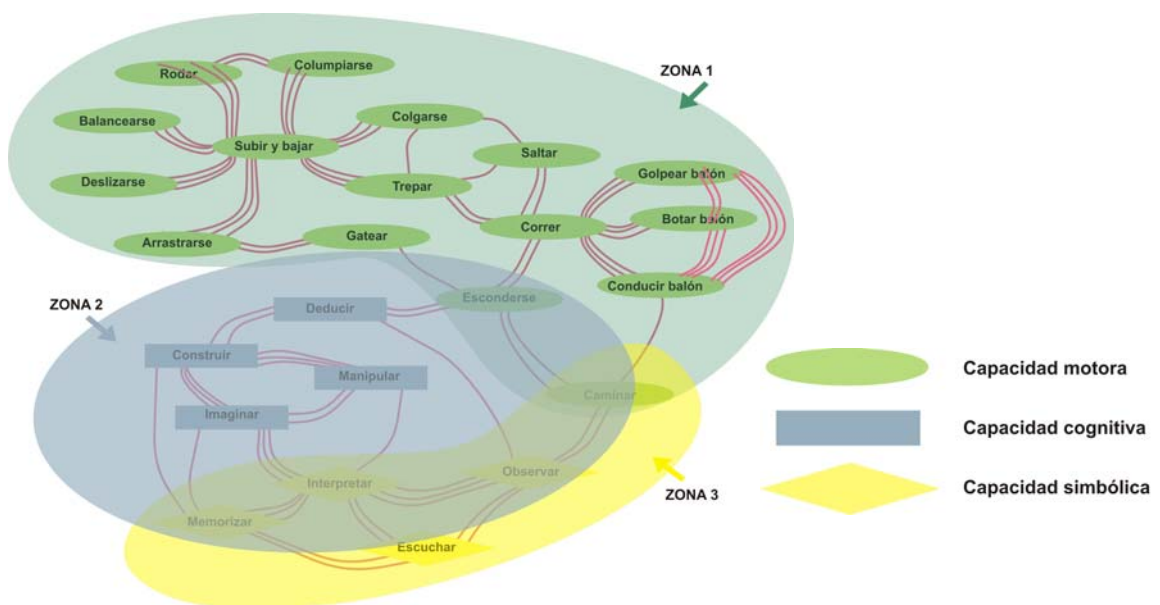 Columpiarse
Rodar
ZONA 1
Colgarse
Balancearse
Subir y bajar
Saltar
Golpear balón
Deslizarse
Trepar
Botar balón
Correr
Gatear
Arrastrarse
Conducir balón
Esconderse
ZONA 2
Deducir
Construir
Manipular
Capacidad motora
Caminar
Imaginar
Capacidad cognitiva
Observar
Interpretar
Capacidad simbólica
ZONA 3
Memorizar
Escuchar